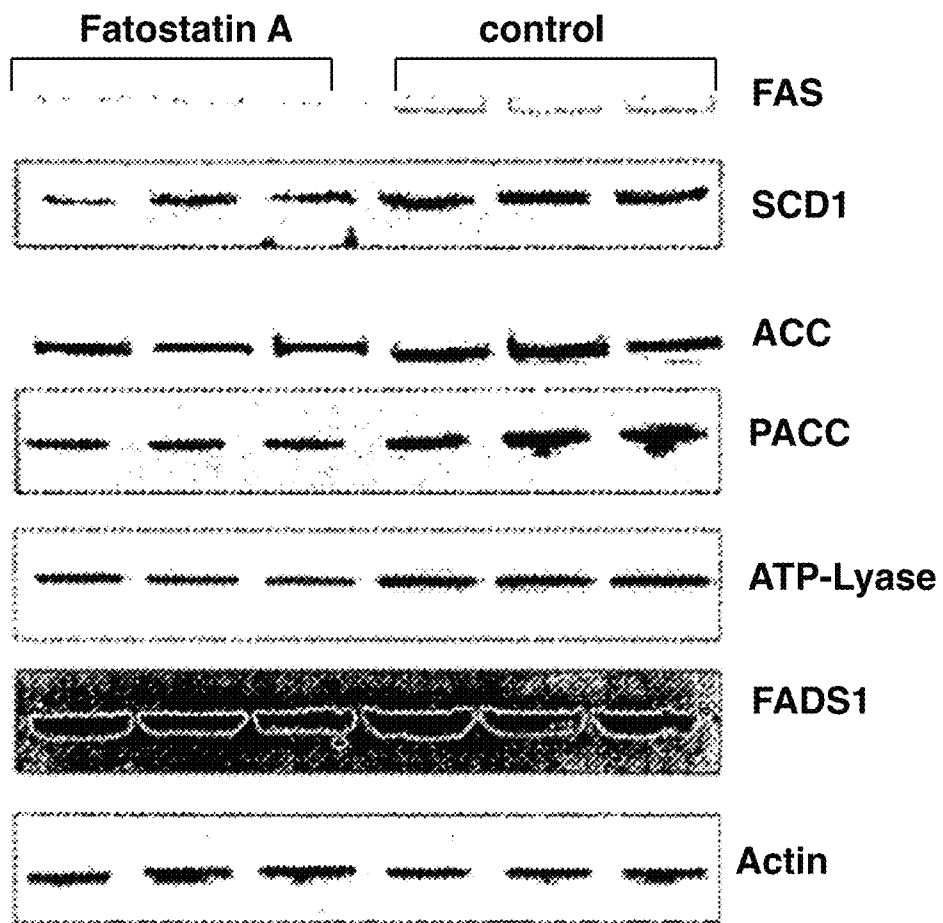 Fatostatin A
control
FAS
SCD1
ACC
PACC
ATP-Lyase
FADS1
Actin